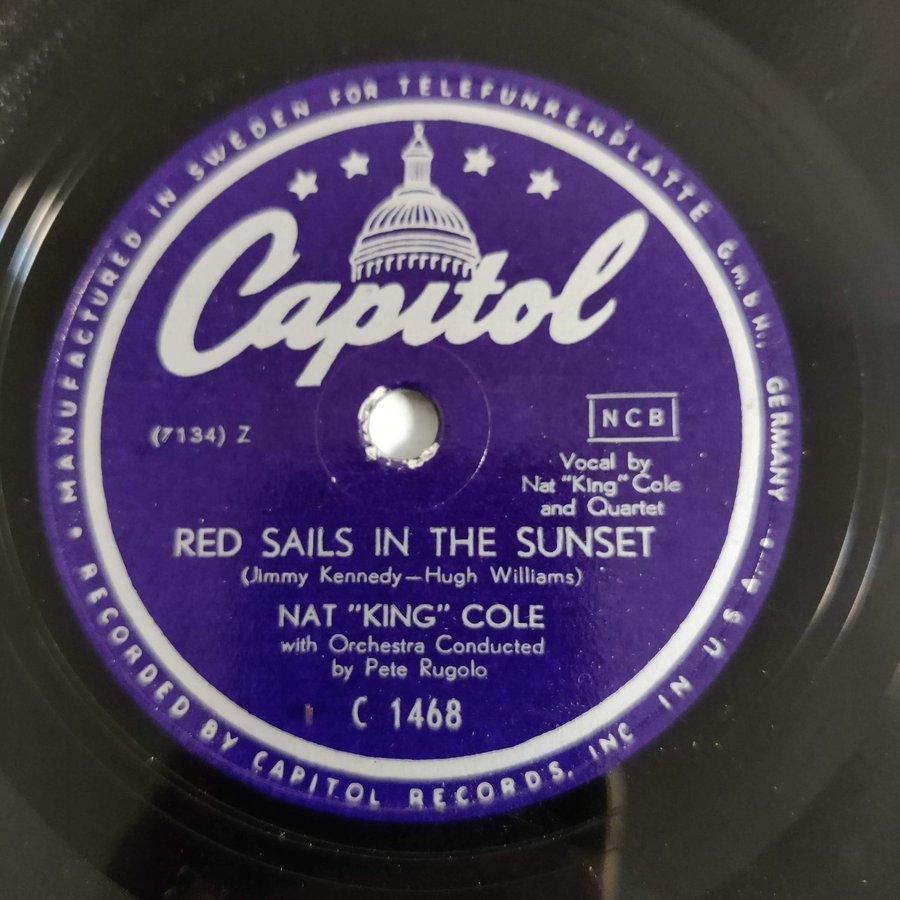 MANUFACTURED IN SWEDEN FOR TELEFUNKENPLATTE G.m.b.H., GERMANY
Capitol
(7134) Z
NCB
Vocal by
Nat "King" Cole
and Quartet
RED SAILS IN THE SUNSET
(Jimmy Kennedy—Hugh Williams)
NAT "KING" COLE
with Orchestra Conducted
by Pete Rugolo
C 1468
RECORDED BY CAPITOL RECORDS, INC IN U S A.